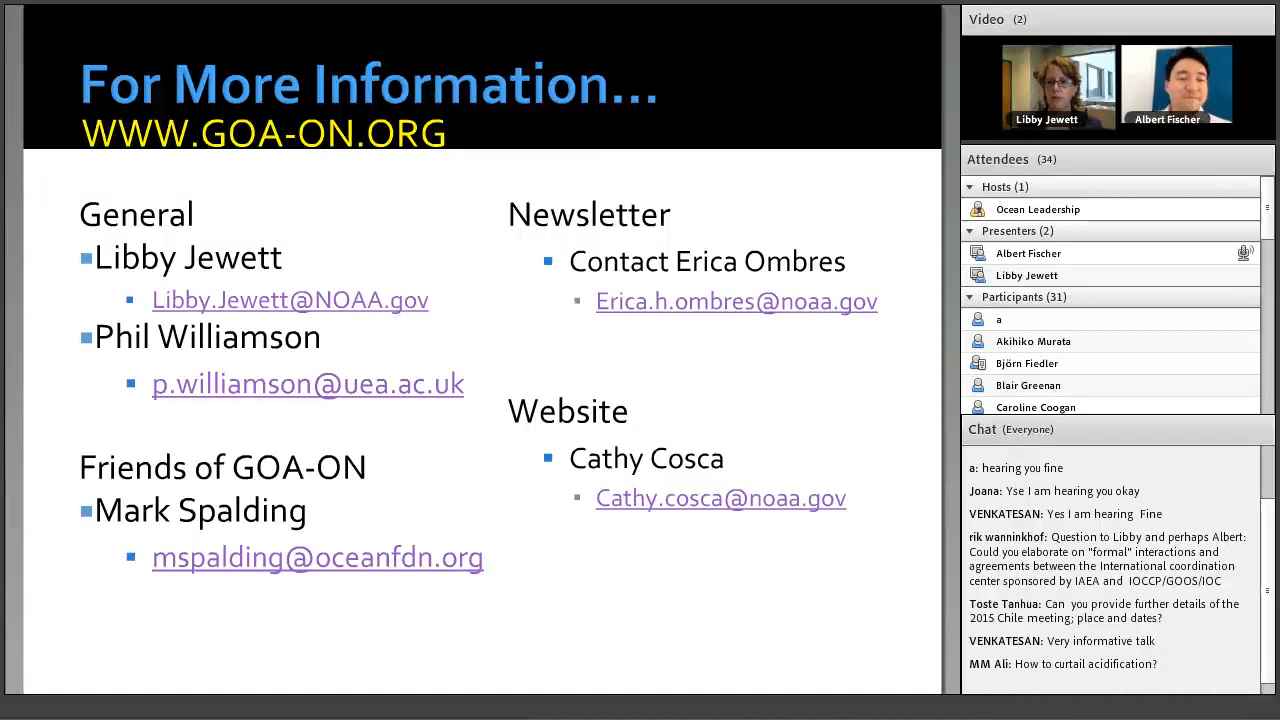 For More Information...
WWW.GOA-ON.ORG
General
Libby Jewett
Libby.Jewett@NOAA.gov
Phil Williamson
p.williamson@uea.ac.uk
Friends of GOA-ON
Mark Spalding
mspalding@oceanfdn.org
Newsletter
Contact Erica Ombres
Erica.h.ombres@noaa.gov
Website
Cathy Cosca
Cathy.cosca@noaa.gov
Video (2)
Libby Jewett
Albert Fischer
Attendees (34)
Hosts (1)
Ocean Leadership
Presenters (2)
Albert Fischer
Libby Jewett
Participants (31)
a
Akihiko Murata
Björn Fiedler
Blair Greenan
Caroline Coogan
Chat (Everyone)
a: hearing you fine
Joana: Yse I am hearing you okay
VENKATESAN: Yes I am hearing Fine
rik wanninkhof: Question to Libby and perhaps Albert:
Could you elaborate on "formal" interactions and
agreements between the International coordination
center sponsored by IAEA and IOCCP/GOOS/IOC
Toste Tanhua: Can you provide further details of the
2015 Chile meeting; place and dates?
VENKATESAN: Very informative talk
MM Ali: How to curtail acidification?